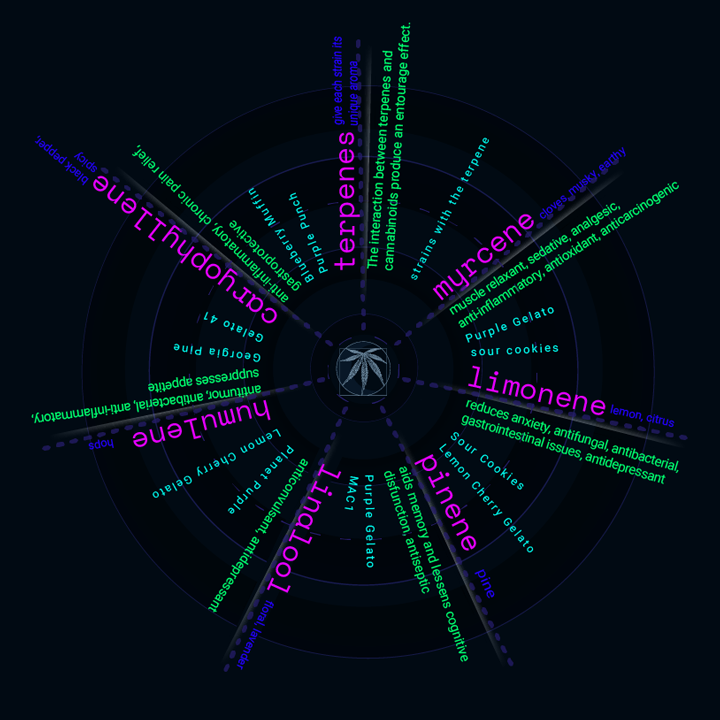 terpenes
give each strain its
unique aroma
The interaction between terpenes and
cannabinoids produce an entourage effect.
strains with the terpene
myrcene
cloves, musky, earthy
muscle relaxant, sedative, analgesic,
anti-inflammatory, antioxidant, anticarcinogenic
Purple Gelato
sour cookies
limonene
lemon, citrus
reduces anxiety, antifungal, antibacterial,
gastrointestinal issues, antidepressant
Sour Cookies
Lemon Cherry Gelato
pinene
pine
aids memory and lessens cognitive
disfunction, antiseptic
Purple Gelato
MAC1
linalool
floral, lavender
anticonvulsant, antidepressant
Planet Purple
Lemon Cherry Gelato
humulene
hops
antitumor, antibacterial, anti-inflammatory,
suppresses appetite
Georgia Pine
Gelato 41
caryophyllene
black pepper,
spicy
anti-inflammatory, chronic pain relief,
gastroprotective
Blueberry Muffin
Purple Punch